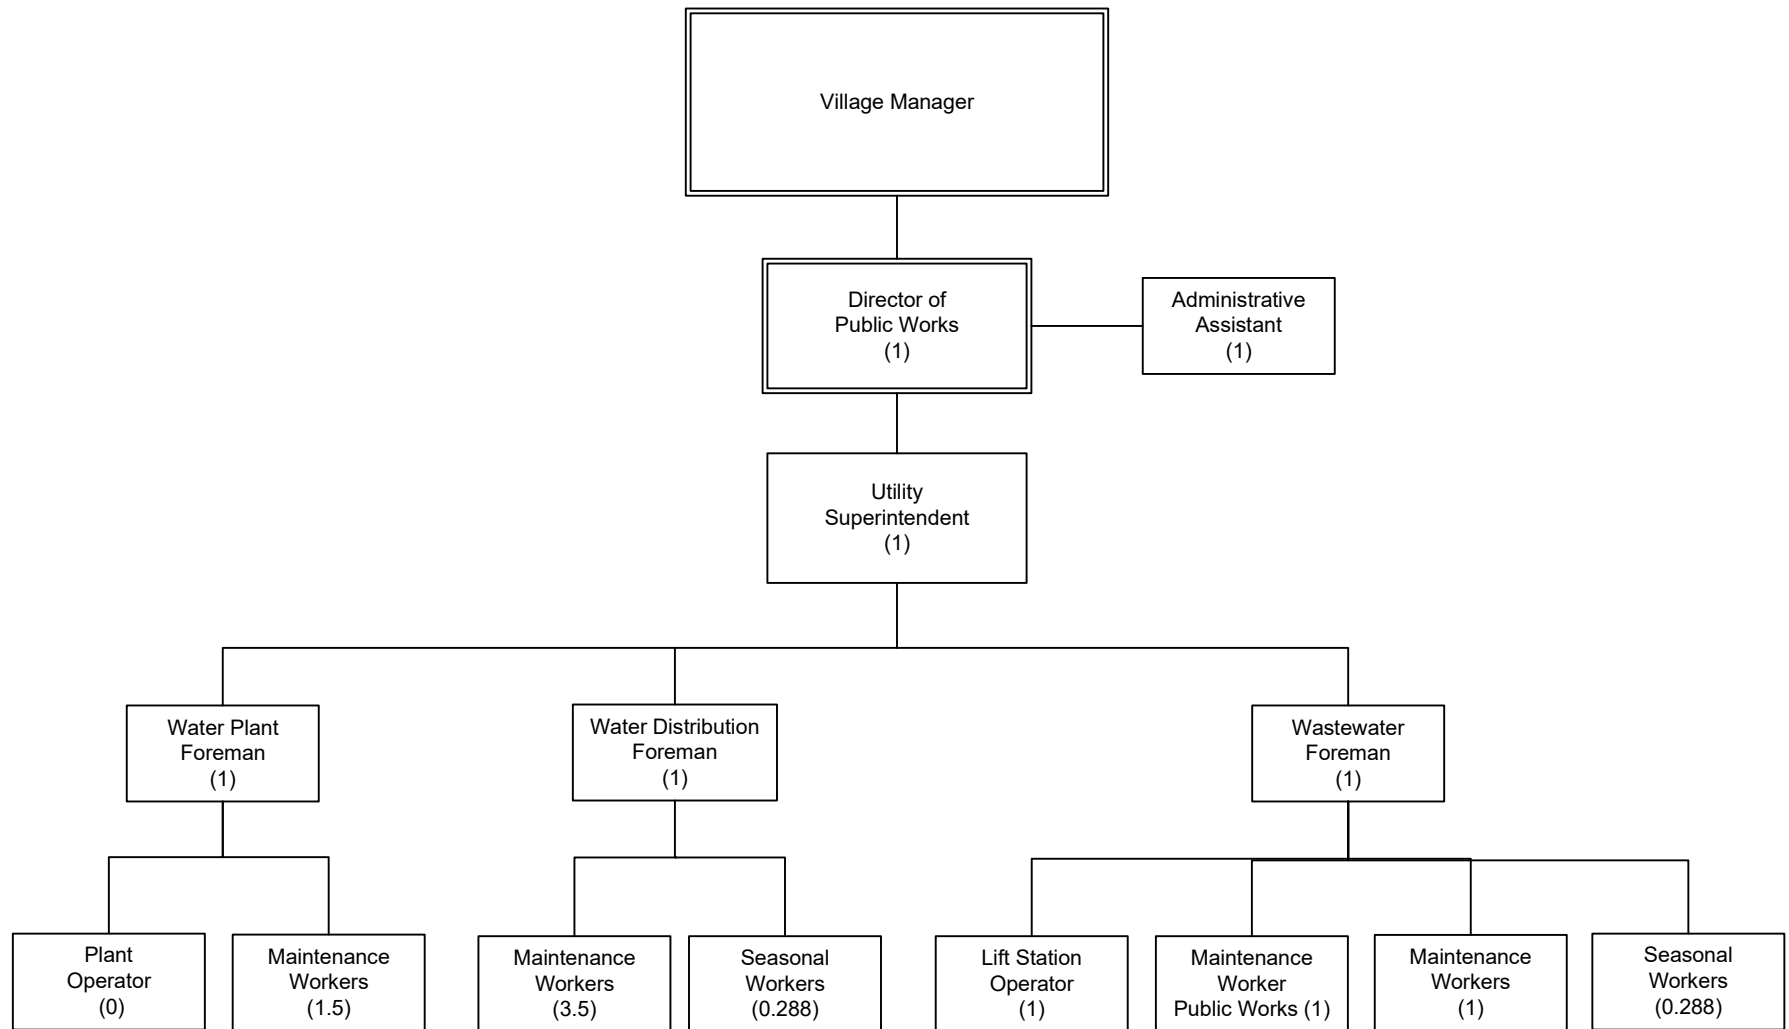 Village Manager
Director of
Public Works
(1)
Administrative
Assistant
(1)
Utility
Superintendent
(1)
Water Plant
Foreman
(1)
Water Distribution
Foreman
(1)
Wastewater
Foreman
(1)
Plant
Operator
(0)
Maintenance
Workers
(1.5)
Maintenance
Workers
(3.5)
Seasonal
Workers
(0.288)
Lift Station
Operator
(1)
Maintenance
Worker
Public Works (1)
Maintenance
Workers
(1)
Seasonal
Workers
(0.288)